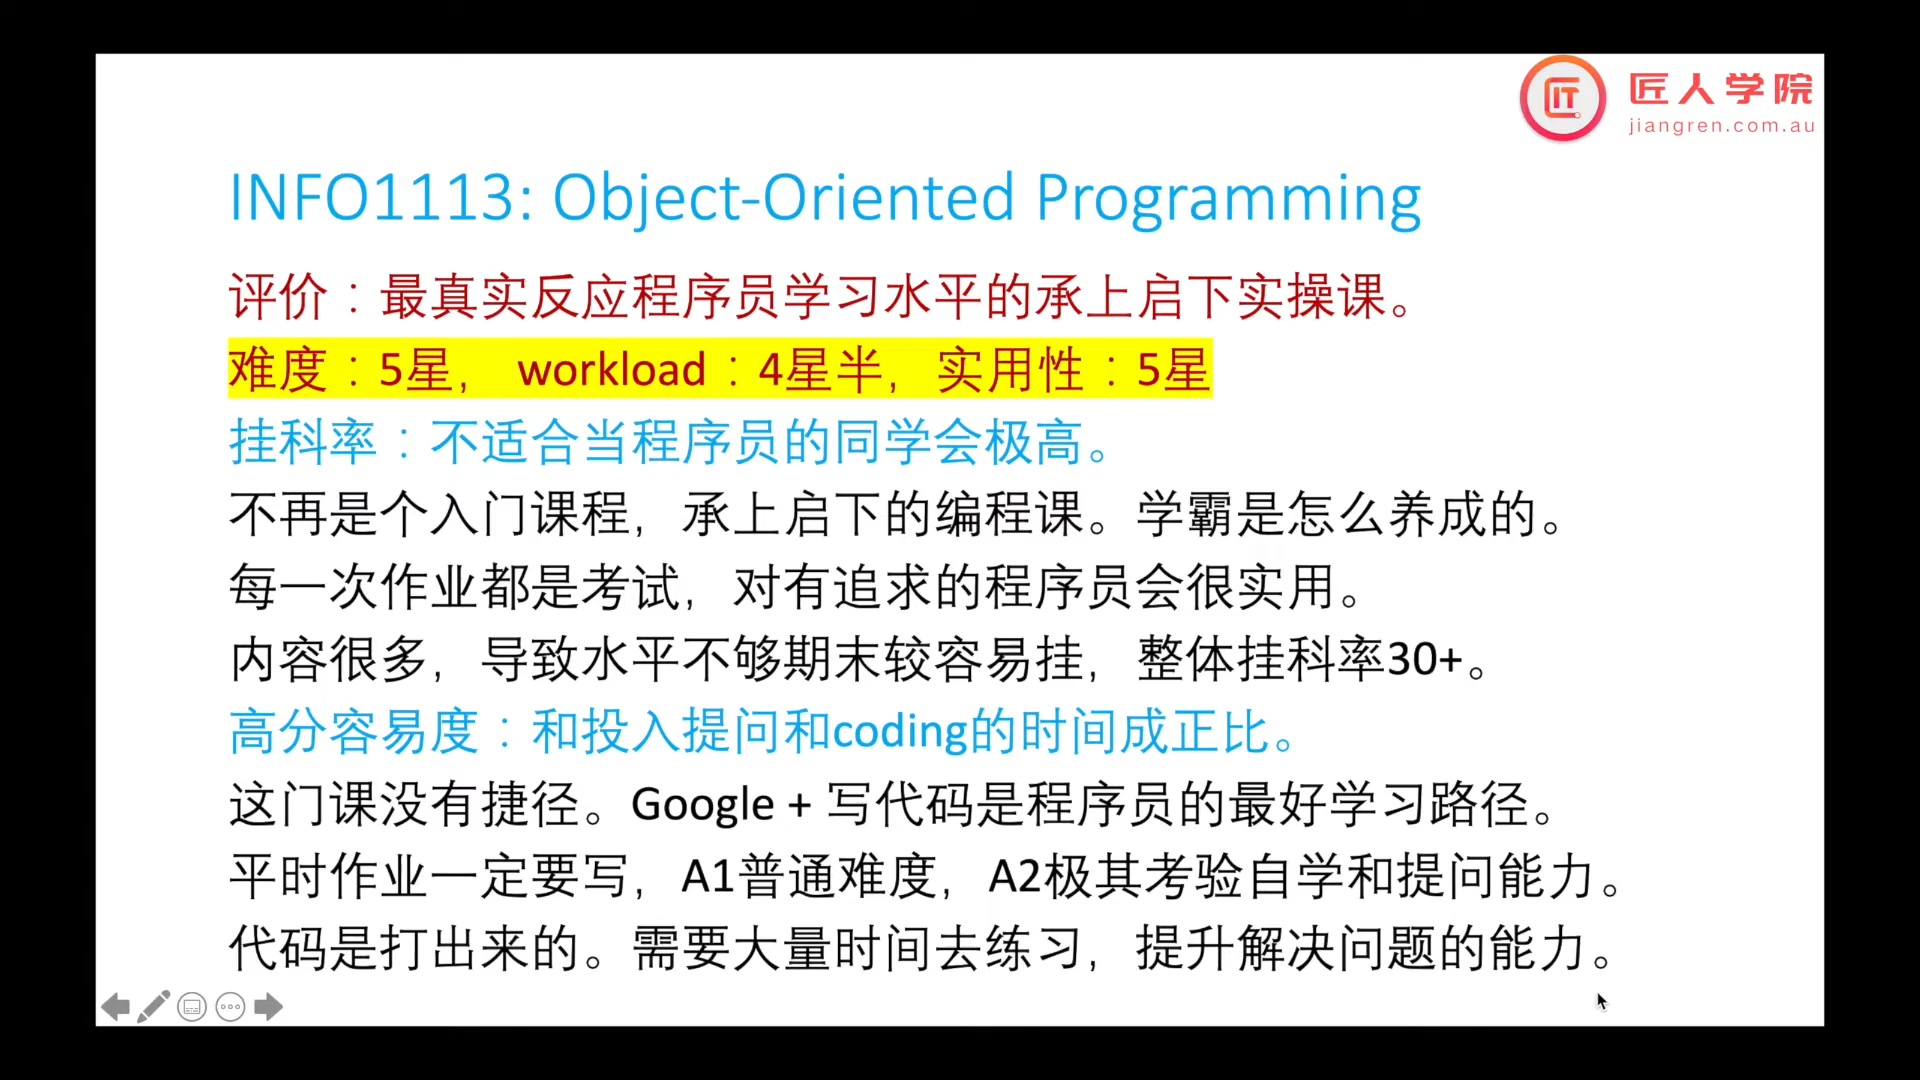 匠人学院
jiangren.com.au
INFO1113: Object-Oriented Programming
评价：最真实反应程序员学习水平的承上启下实操课。
难度：5星， workload：4星半，实用性：5星
挂科率：不适合当程序员的同学会极高。
不再是个入门课程，承上启下的编程课。学霸是怎么养成的。
每一次作业都是考试，对有追求的程序员会很实用。
内容很多，导致水平不够期末较容易挂，整体挂科率30+。
高分容易度：和投入提问和coding的时间成正比。
这门课没有捷径。Google + 写代码是程序员的最好学习路径。
平时作业一定要写，A1普通难度，A2极其考验自学和提问能力。
代码是打出来的。需要大量时间去练习，提升解决问题的能力。